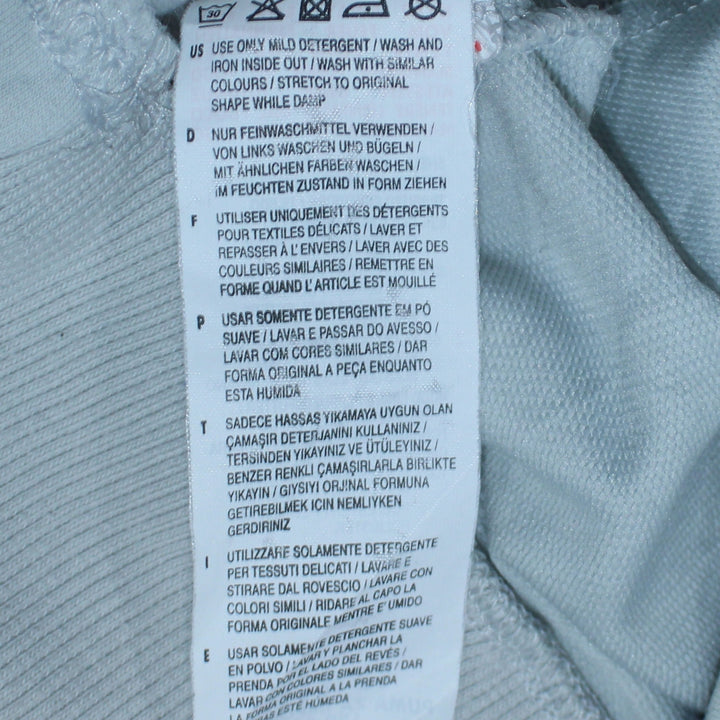 30
US USE ONLY MILD DETERGENT / WASH AND
IRON INSIDE OUT / WASH WITH SIMILAR
COLOURS / STRETCH TO ORIGINAL
SHAPE WHILE DAMP
D NUR FEINWASCHMITTEL VERWENDEN /
VON LINKS WASCHEN UND BÜGELN /
MIT ÄHNLICHEN FARBEN WASCHEN /
IM FEUCHTEN ZUSTAND IN FORM ZIEHEN
F UTILISER UNIQUEMENT DES DÉTERGENTS
POUR TEXTILES DÉLICATS / LAVER ET
REPASSER À L'ENVERS / LAVER AVEC DES
COULEURS SIMILAIRES / REMETTRE EN
FORME QUAND L'ARTICLE EST MOUILLÉ
P USAR SOMENTE DETERGENTE EM PÓ
SUAVE / LAVAR E PASSAR DO AVESSO /
LAVAR COM CORES SIMILARES / DAR
FORMA ORIGINAL A PEÇA ENQUANTO
ESTA HUMIDA
T SADECE HASSAS YIKAMAYA UYGUN OLAN
ÇAMAŞIR DETERJANINI KULLANINIZ /
TERSİNDEN YIKAYINIZ VE ÜTÜLEYINIZ /
BENZER RENKLİ ÇAMAŞIRLARLA BIRLIKTE
YIKAYIN / GIYSIYI ORJINAL FORMUNA
GETIREBILMEK IÇIN NEMLIYKEN
GERDIRINIZ
I UTILIZZARE SOLAMENTE DETERGENTE
PER TESSUTI DELICATI / LAVARE E
STIRARE DAL ROVESCIO / LAVARE CON
COLORI SIMILI / RIDARE AL CAPO LA
FORMA ORIGINALE MENTRE E' UMIDO
E USAR SOLAMENTE DETERGENTE SUAVE
EN POLVO / LAVAR Y PLANCHAR LA
PRENDA POR EL LADO DEL REVÉS /
LAVAR CON COLORES SIMILARES / DAR
LA FORMA ORIGINAL A LA PRENDA
ESTÉ HÚMEDA